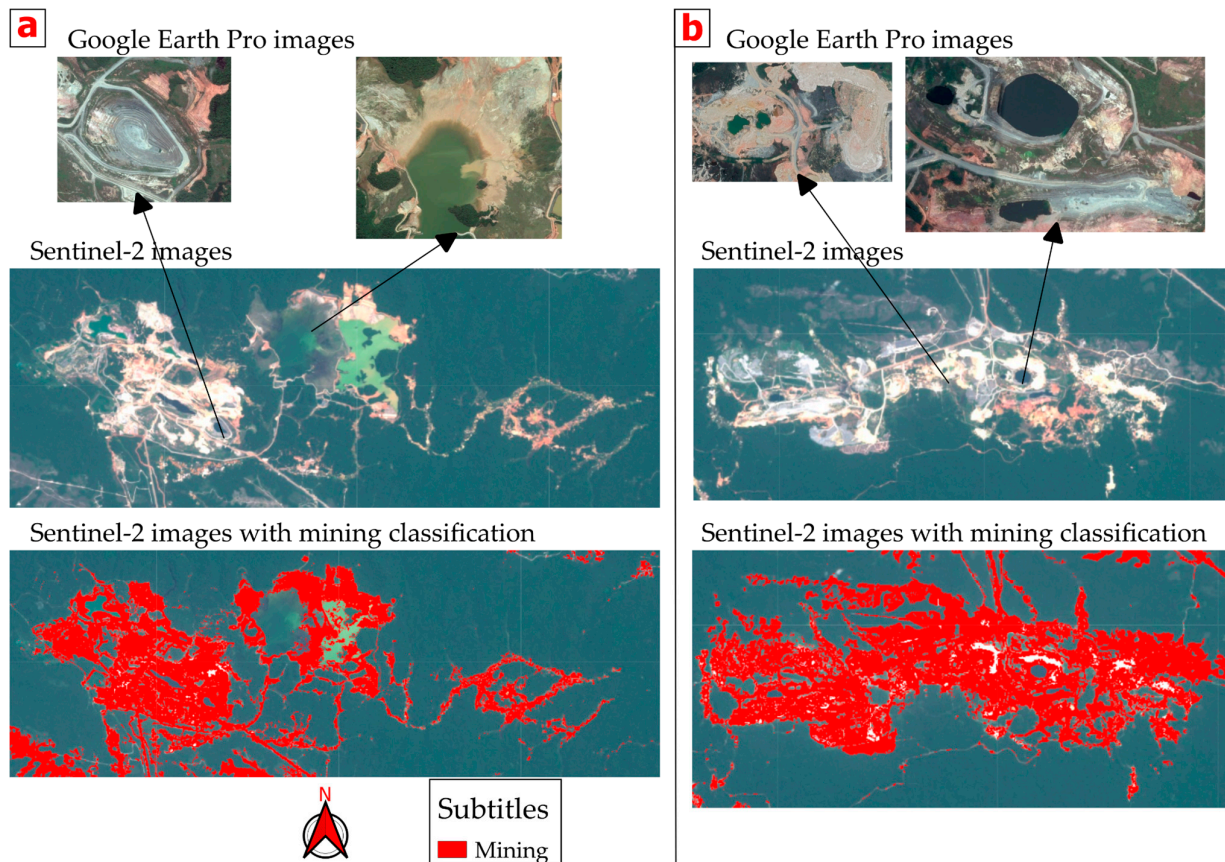 a
Google Earth Pro images
Sentinel-2 images
Sentinel-2 images with mining classification
N
Subtitles
Mining
b
Google Earth Pro images
Sentinel-2 images
Sentinel-2 images with mining classification